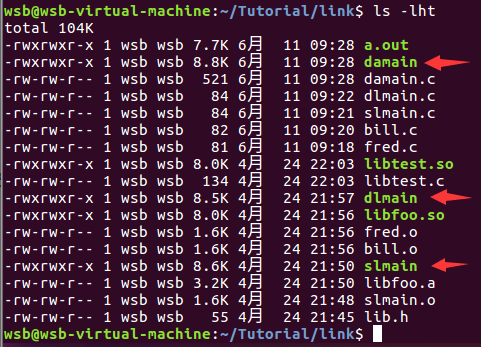 wsb@wsb-virtual-machine:~/Tutorial/link$ ls -lht
total 104K
-rwxrwxr-x 1 wsb wsb 7.7K 6月  11 09:28 a.out
-rwxrwxr-x 1 wsb wsb 8.8K 6月  11 09:28 damain
-rw-rw-r-- 1 wsb wsb  521 6月  11 09:28 damain.c
-rw-rw-r-- 1 wsb wsb   84 6月  11 09:22 dlmain.c
-rw-rw-r-- 1 wsb wsb   84 6月  11 09:21 slmain.c
-rw-rw-r-- 1 wsb wsb   82 6月  11 09:20 bill.c
-rw-rw-r-- 1 wsb wsb   81 6月  11 09:18 fred.c
-rwxrwxr-x 1 wsb wsb 8.0K 4月  24 22:03 libtest.so
-rw-rw-r-- 1 wsb wsb  134 4月  24 22:03 libtest.c
-rwxrwxr-x 1 wsb wsb 8.5K 4月  24 21:57 dlmain
-rwxrwxr-x 1 wsb wsb 8.0K 4月  24 21:56 libfoo.so
-rw-rw-r-- 1 wsb wsb 1.6K 4月  24 21:56 fred.o
-rw-rw-r-- 1 wsb wsb 1.6K 4月  24 21:56 bill.o
-rwxrwxr-x 1 wsb wsb 8.6K 4月  24 21:50 slmain
-rw-rw-r-- 1 wsb wsb 3.2K 4月  24 21:50 libfoo.a
-rw-rw-r-- 1 wsb wsb 1.6K 4月  24 21:48 slmain.o
-rw-rw-r-- 1 wsb wsb   55 4月  24 21:45 lib.h
wsb@wsb-virtual-machine:~/Tutorial/link$